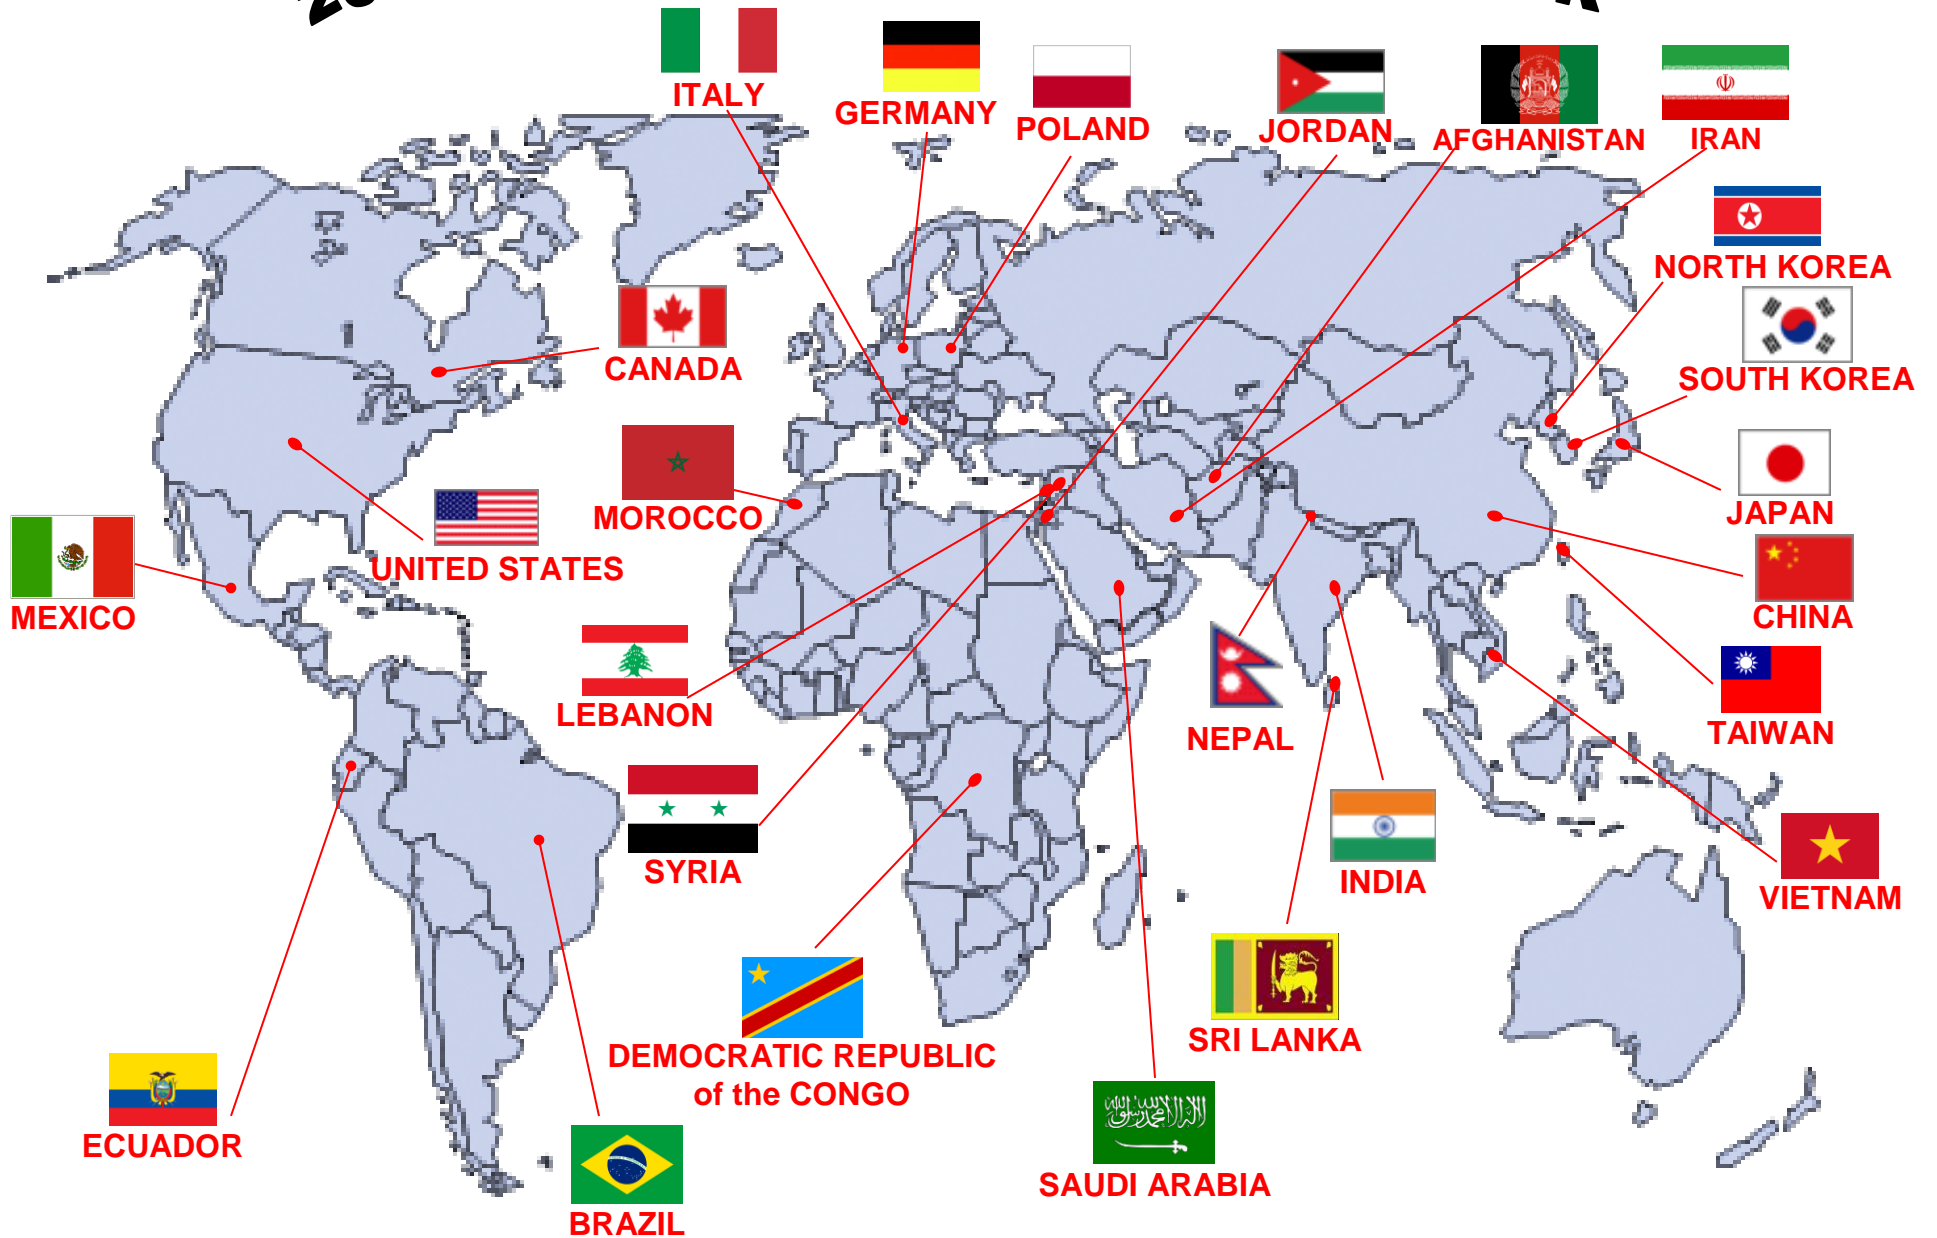 ITALY
GERMANY
POLAND
JORDAN
AFGHANISTAN
IRAN
NORTH KOREA
CANADA
SOUTH KOREA
MOROCCO
JAPAN
UNITED STATES
MEXICO
CHINA
LEBANON
NEPAL
TAIWAN
SYRIA
INDIA
VIETNAM
SRI LANKA
DEMOCRATIC REPUBLIC
of the CONGO
ECUADOR
SAUDI ARABIA
BRAZIL